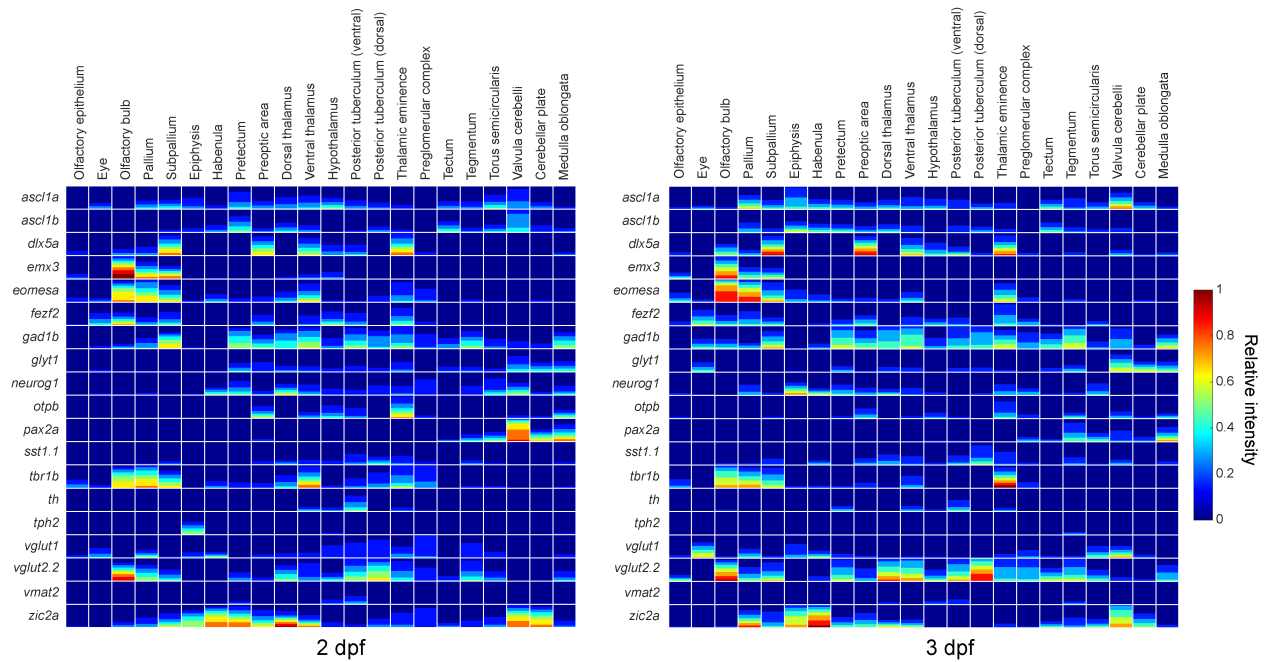 Olfactory epithelium
Eye
Olfactory bulb
Pallium
Subpallium
Epiphysis
Habenula
Pretectum
Preoptic area
Dorsal thalamus
Ventral thalamus
Hypothalamus
Posterior tuberculum (ventral)
Posterior tuberculum (dorsal)
Thalamic eminence
Preglomerular complex
Tectum
Tegmentum
Torus semicircularis
Valvula cerebelli
Cerebellar plate
Medulla oblongata
ascl1a
ascl1b
dlx5a
emx3
eomesa
fezf2
gad1b
glyt1
neurog1
otpb
pax2a
sst1.1
tbr1b
th
tph2
vglut1
vglut2.2
vmat2
zic2a
2 dpf
Olfactory epithelium
Eye
Olfactory bulb
Pallium
Subpallium
Epiphysis
Habenula
Pretectum
Preoptic area
Dorsal thalamus
Ventral thalamus
Hypothalamus
Posterior tuberculum (ventral)
Posterior tuberculum (dorsal)
Thalamic eminence
Preglomerular complex
Tectum
Tegmentum
Torus semicircularis
Valvula cerebelli
Cerebellar plate
Medulla oblongata
ascl1a
ascl1b
dlx5a
emx3
eomesa
fezf2
gad1b
glyt1
neurog1
otpb
pax2a
sst1.1
tbr1b
th
tph2
vglut1
vglut2.2
vmat2
zic2a
3 dpf
1
0.8
0.6
0.4
0.2
0
Relative intensity